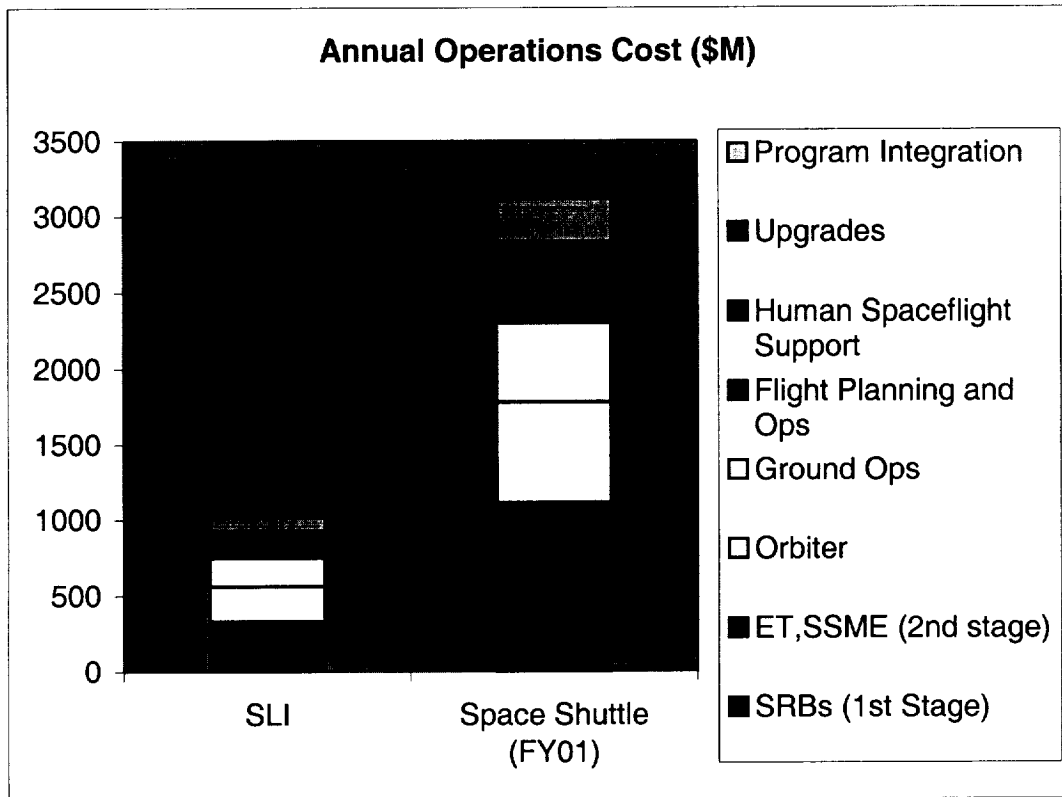 Annual Operations Cost ($M)
3500
3000
2500
2000
1500
1000
500
0
SLI
Space Shuttle
(FY01)
Program Integration
Upgrades
Human Spaceflight
Support
Flight Planning and
Ops
Ground Ops
Orbiter
ET,SSME (2nd stage)
SRBs (1st Stage)